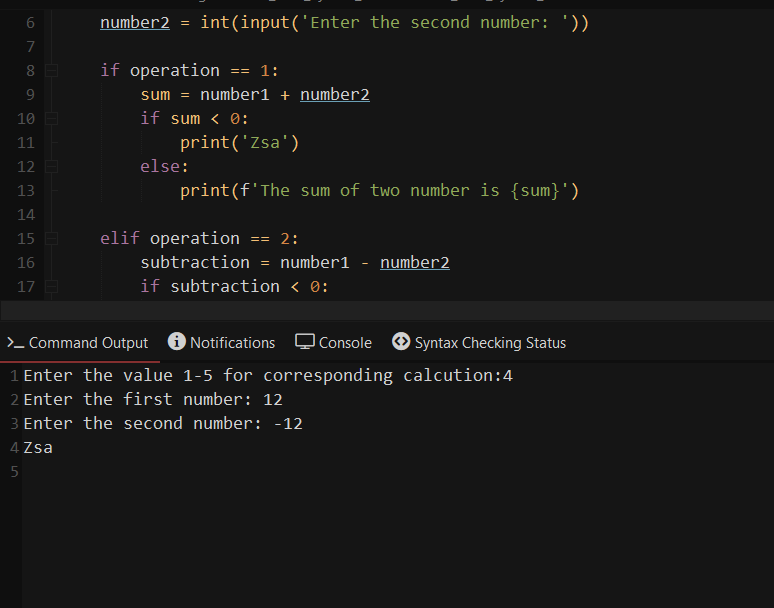 6 number2 = int(input('Enter the second number: '))
7
8 if operation == 1:
9 sum = number1 + number2
10 if sum < 0:
11 print('Zsa')
12 else:
13 print(f'The sum of two number is {sum}')
14
15 elif operation == 2:
16 subtraction = number1 - number2
17 if subtraction < 0:
>_ Command Output Notifications Console Syntax Checking Status
1 Enter the value 1-5 for corresponding calcution:4
2 Enter the first number: 12
3 Enter the second number: -12
4 Zsa
5